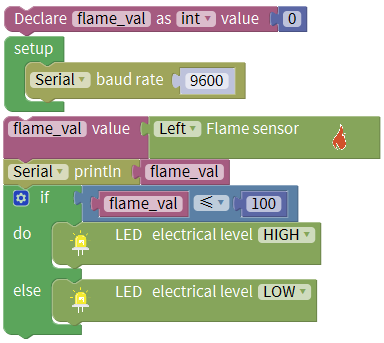 Declare flame_val as int value 0
setup
Serial baud rate 9600
flame_val value Left Flame sensor
Serial println flame_val
if flame_val ≤ 100
do LED electrical level HIGH
else LED electrical level LOW